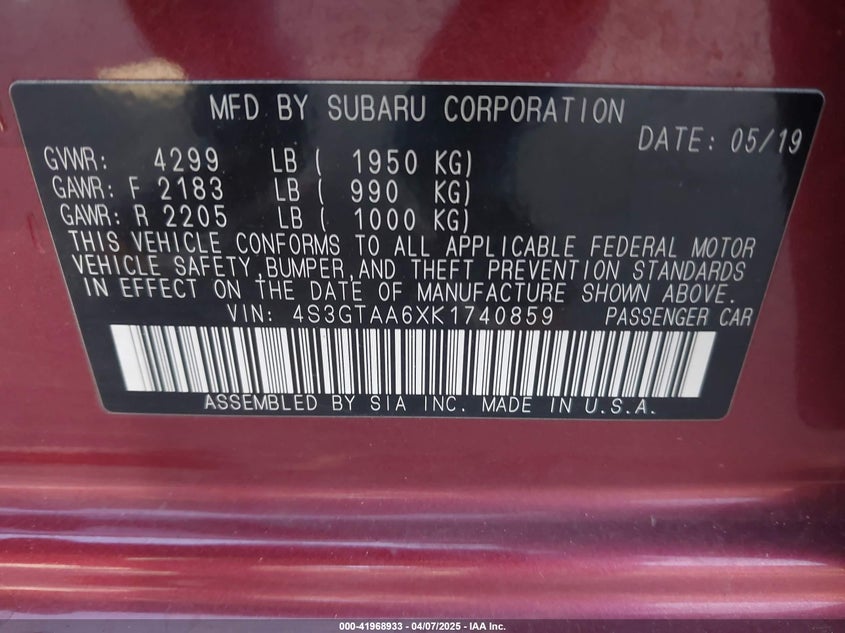 MFD BY SUBARU CORPORATION
DATE: 05/19
GVWR: 4299 LB ( 1950 KG)
GAWR: F 2183 LB ( 990 KG)
GAWR: R 2205 LB ( 1000 KG)
THIS VEHICLE CONFORMS TO ALL APPLICABLE FEDERAL MOTOR
VEHICLE SAFETY,BUMPER,AND THEFT PREVENTION STANDARDS
IN EFFECT ON THE DATE OF MANUFACTURE SHOWN ABOVE.
VIN: 4S3GTAA6XK1740859 PASSENGER CAR
ASSEMBLED BY SIA INC. MADE IN U.S.A.
000-41968933 - 04/07/2025 - IAA Inc.